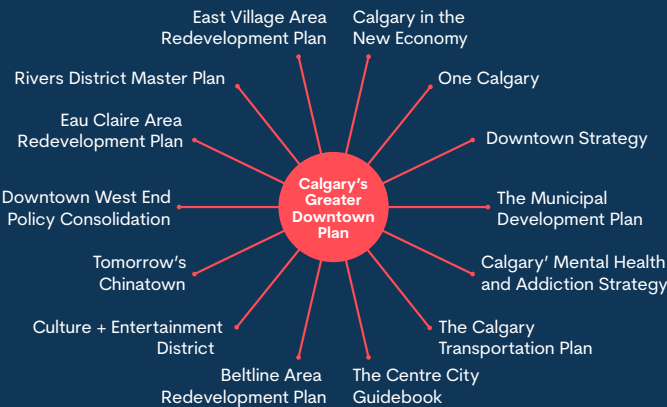 East Village Area
Redevelopment Plan
Calgary in the
New Economy
Rivers District Master Plan
One Calgary
Eau Claire Area
Redevelopment Plan
Downtown Strategy
Calgary's
Greater
Downtown
Plan
Downtown West End
Policy Consolidation
The Municipal
Development Plan
Tomorrow's
Chinatown
Calgary' Mental Health
and Addiction Strategy
Culture + Entertainment
District
The Calgary
Transportation Plan
Beltline Area
Redevelopment Plan
The Centre City
Guidebook